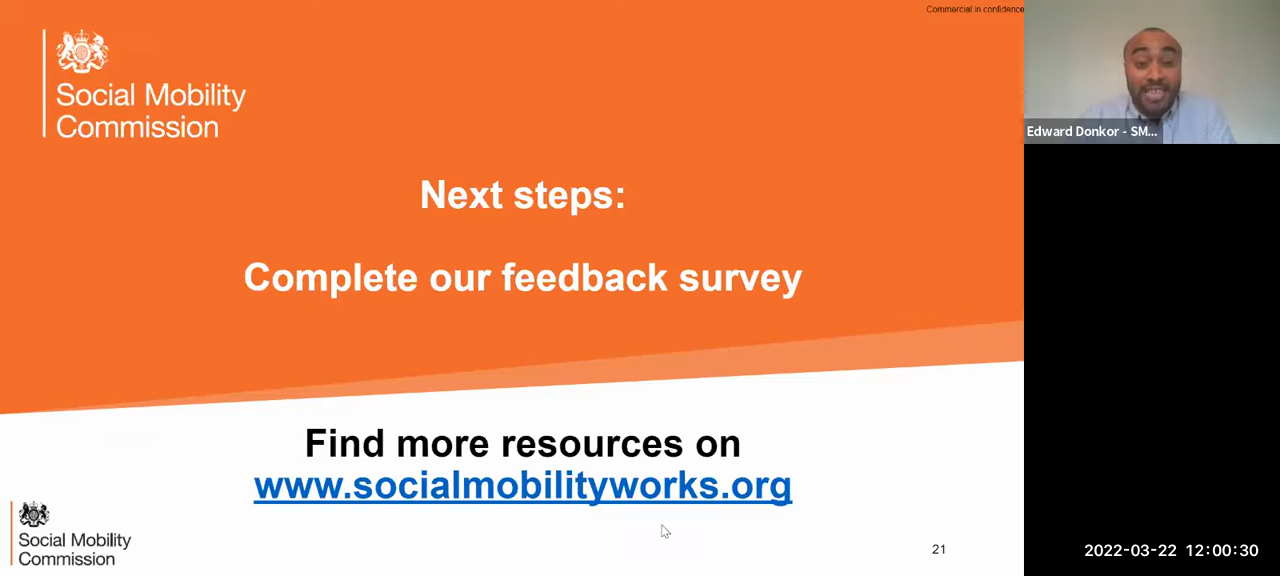 Commercial in confidence
Social Mobility
Commission
Edward Donkor - SM...
Next steps:
Complete our feedback survey
Find more resources on
www.socialmobilityworks.org
Social Mobility
Commission
21
2022-03-22 12:00:30